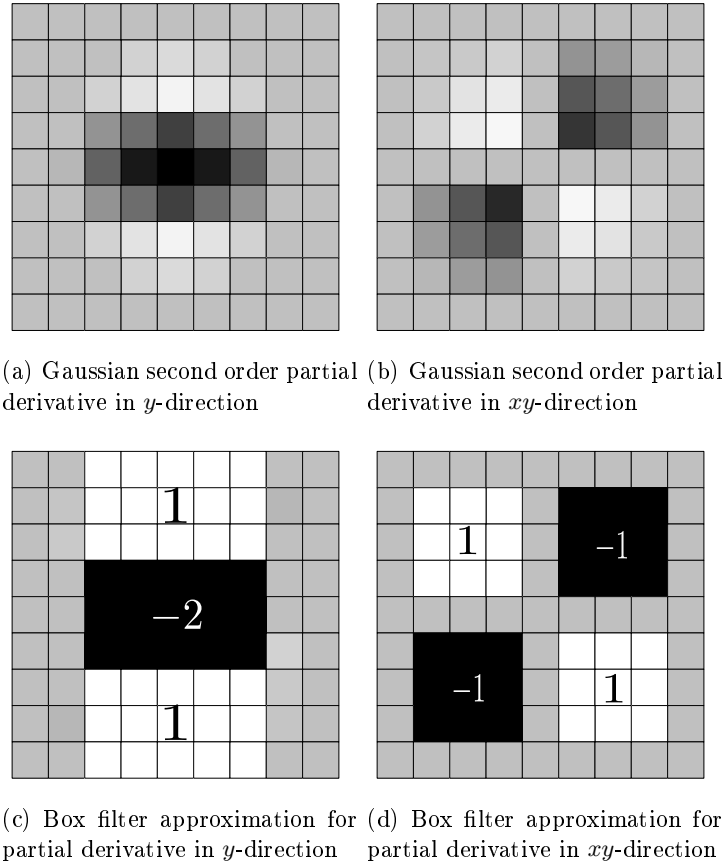 (a) Gaussian second order partial
derivative in y-direction
(b) Gaussian second order partial
derivative in xy-direction
1
−2
1
1
−1
−1
1
(c) Box filter approximation for
partial derivative in y-direction
(d) Box filter approximation for
partial derivative in xy-direction